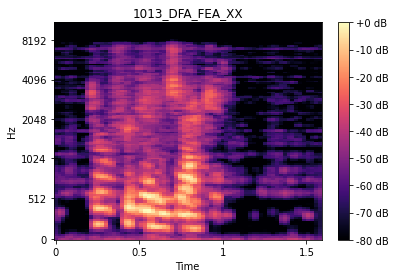 1013_DFA_FEA_XX
+0 dB
8192
-10 dB
4096
-20 dB
-30 dB
2048
Hz
-40 dB
1024
-50 dB
512
-60 dB
-70 dB
0
-80 dB
0
0.5
1
1.5
Time